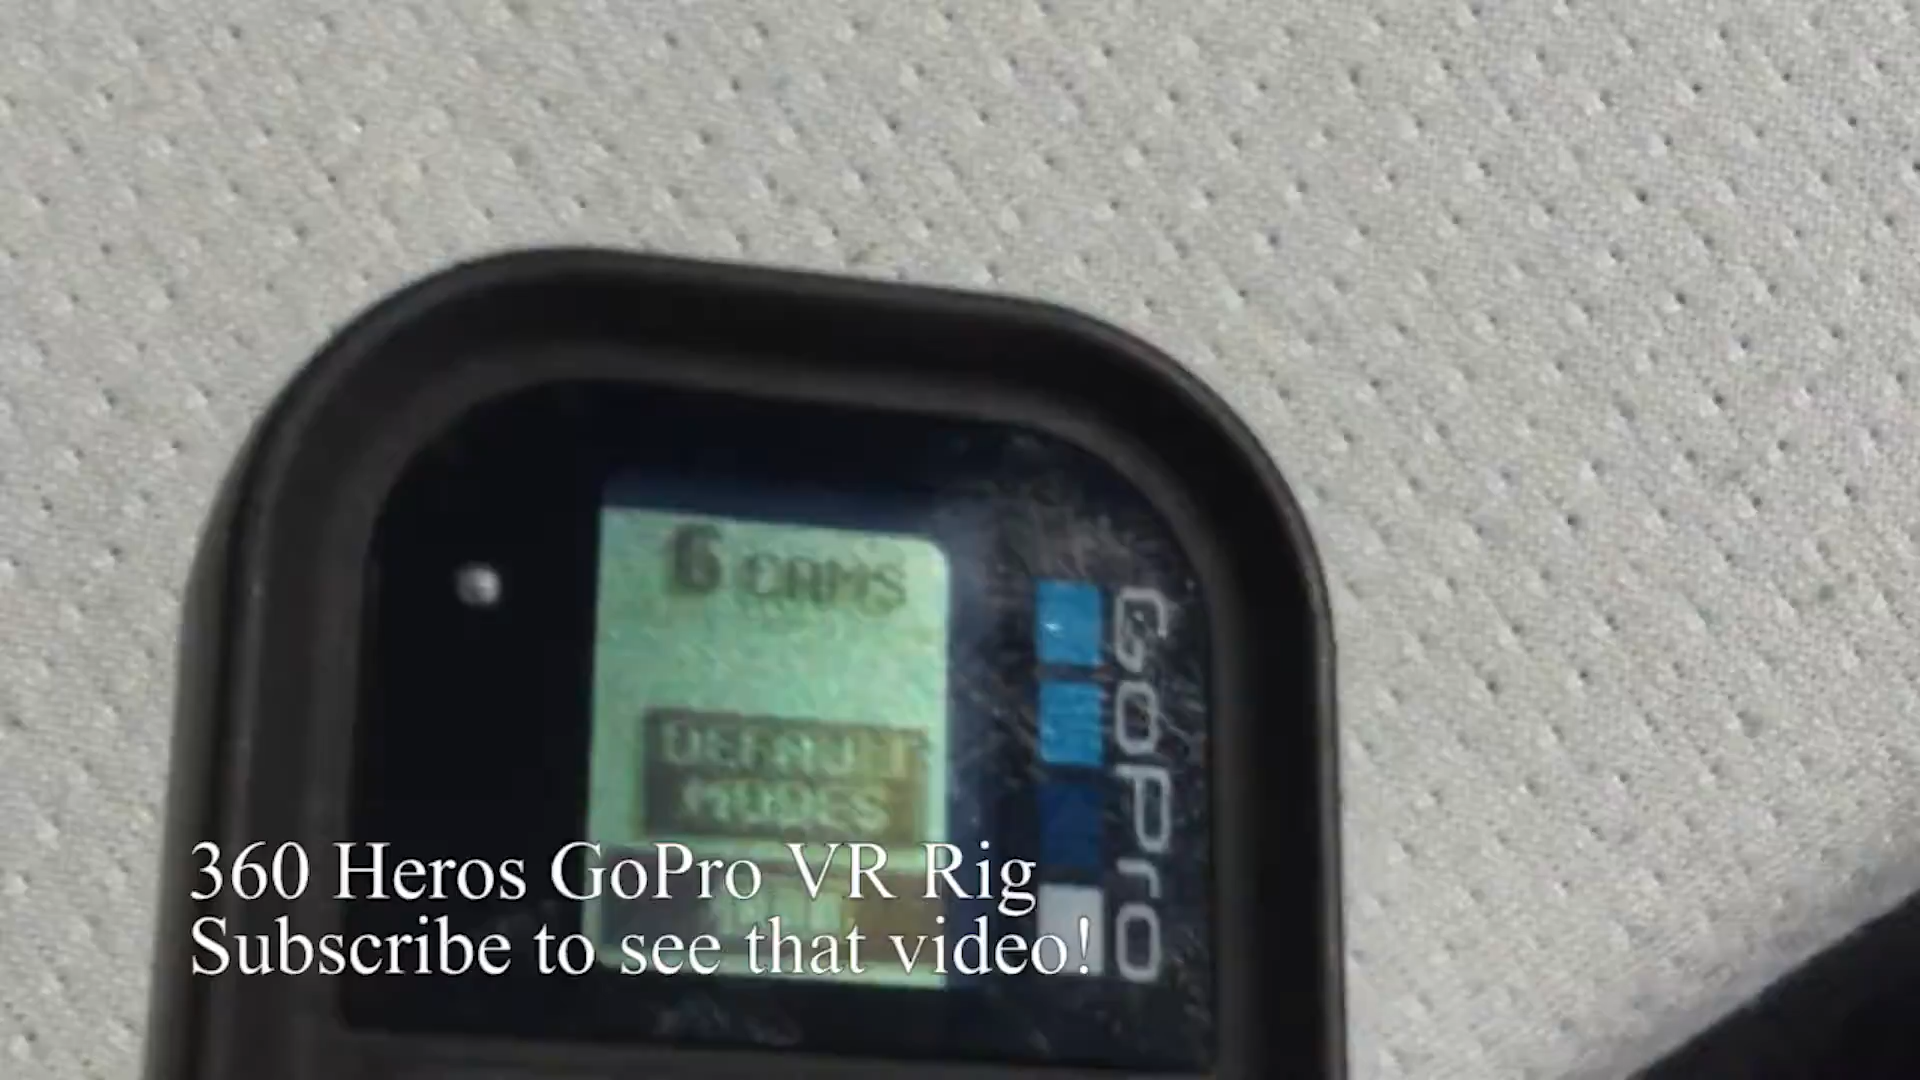 6 CAMS
DEFAULT
MODES
GoPro
360 Heros GoPro VR Rig
Subscribe to see that video!